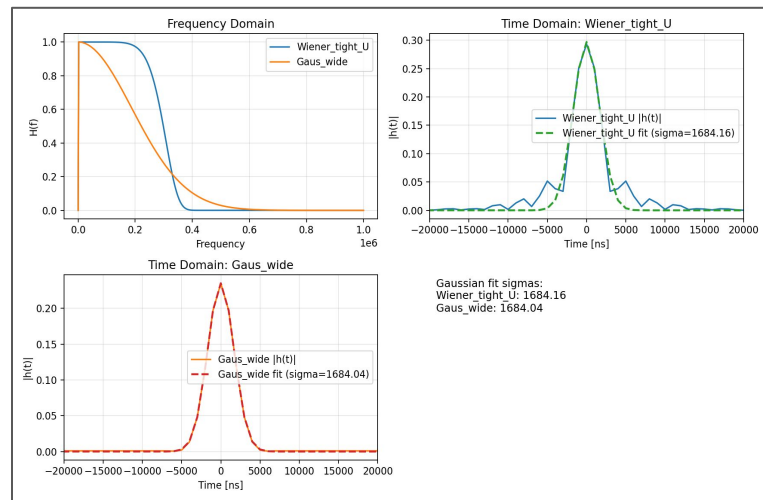 Frequency Domain
1.0
0.8
0.6
0.4
0.2
0.0
H(f)
0.0
0.2
0.4
0.6
0.8
1.0
1e6
Frequency
Wiener_tight_U
Gaus_wide
Time Domain: Wiener_tight_U
0.30
0.25
0.20
0.15
0.10
0.05
0.00
|h(t)|
−20000
−15000
−10000
−5000
0
5000
10000
15000
20000
Time [ns]
Wiener_tight_U |h(t)|
Wiener_tight_U fit (sigma=1684.16)
Time Domain: Gaus_wide
0.20
0.15
0.10
0.05
0.00
|h(t)|
−20000
−15000
−10000
−5000
0
5000
10000
15000
20000
Time [ns]
Gaus_wide |h(t)|
Gaus_wide fit (sigma=1684.04)
Gaussian fit sigmas:
Wiener_tight_U: 1684.16
Gaus_wide: 1684.04